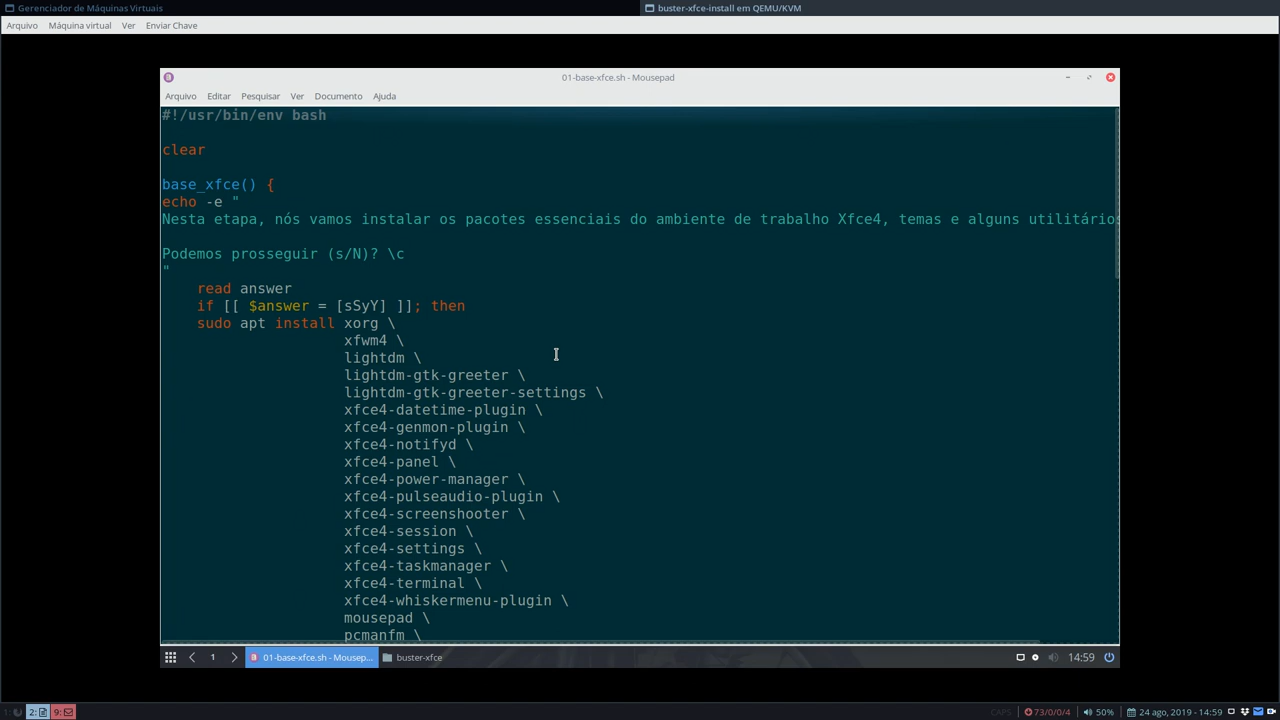 Gerenciador de Máquinas Virtuais
buster-xfce-install em QEMU/KVM
Arquivo Máquina virtual Ver Enviar Chave
01-base-xfce.sh - Mousepad
Arquivo Editar Pesquisar Ver Documento Ajuda
#!/usr/bin/env bash
clear
base_xfce() {
echo -e "
Nesta etapa, nós vamos instalar os pacotes essenciais do ambiente de trabalho Xfce4, temas e alguns utilitários
Podemos prosseguir (s/N)? \c
"
read answer
if [[ $answer = [sSyY] ]]; then
sudo apt install xorg \
xfwm4 \
lightdm \
lightdm-gtk-greeter \
lightdm-gtk-greeter-settings \
xfce4-datetime-plugin \
xfce4-genmon-plugin \
xfce4-notifyd \
xfce4-panel \
xfce4-power-manager \
xfce4-pulseaudio-plugin \
xfce4-screenshooter \
xfce4-session \
xfce4-settings \
xfce4-taskmanager \
xfce4-terminal \
xfce4-whiskermenu-plugin \
mousepad \
pcmanfm \
1 01-base-xfce.sh - Mousep... buster-xfce 14:59
1: 2: 9: CAPS 73/0/0/4 50% 24 ago, 2019 - 14:59